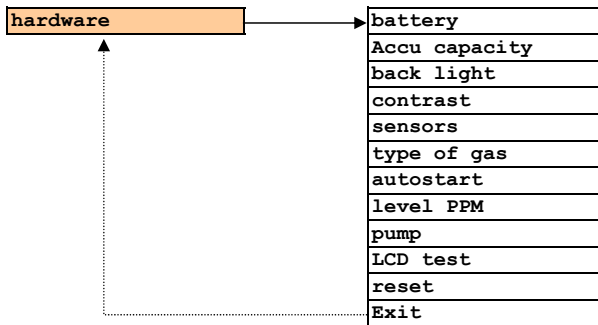 hardware
battery
Accu capacity
back light
contrast
sensors
type of gas
autostart
level PPM
pump
LCD test
reset
Exit